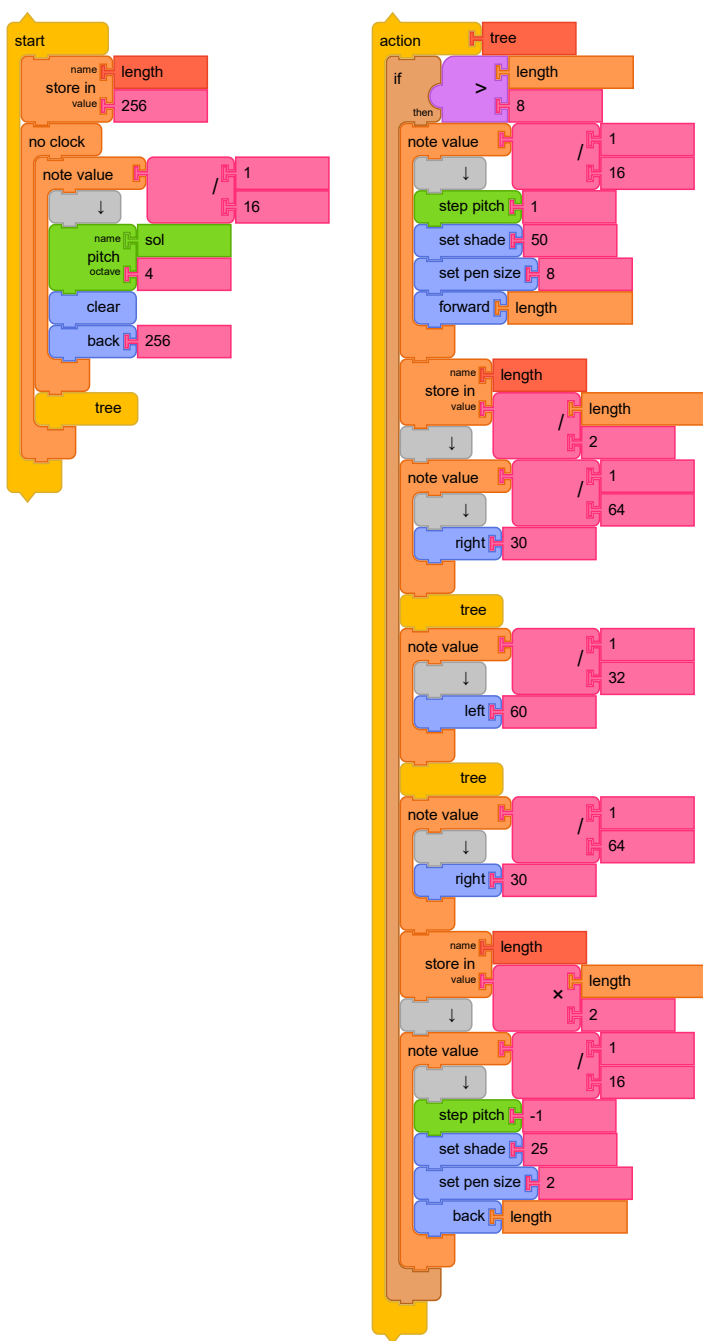 start
name length
store in
value 256
no clock
note value / 1
16
↓
name sol
pitch
octave 4
clear
back 256
tree
action tree
if > length
then 8
note value / 1
16
↓
step pitch 1
set shade 50
set pen size 8
forward length
name length
store in
value / length
↓ 2
note value / 1
64
↓
right 30
tree
note value / 1
32
↓
left 60
tree
note value / 1
64
↓
right 30
name length
store in
value × length
↓ 2
note value / 1
16
↓
step pitch -1
set shade 25
set pen size 2
back length